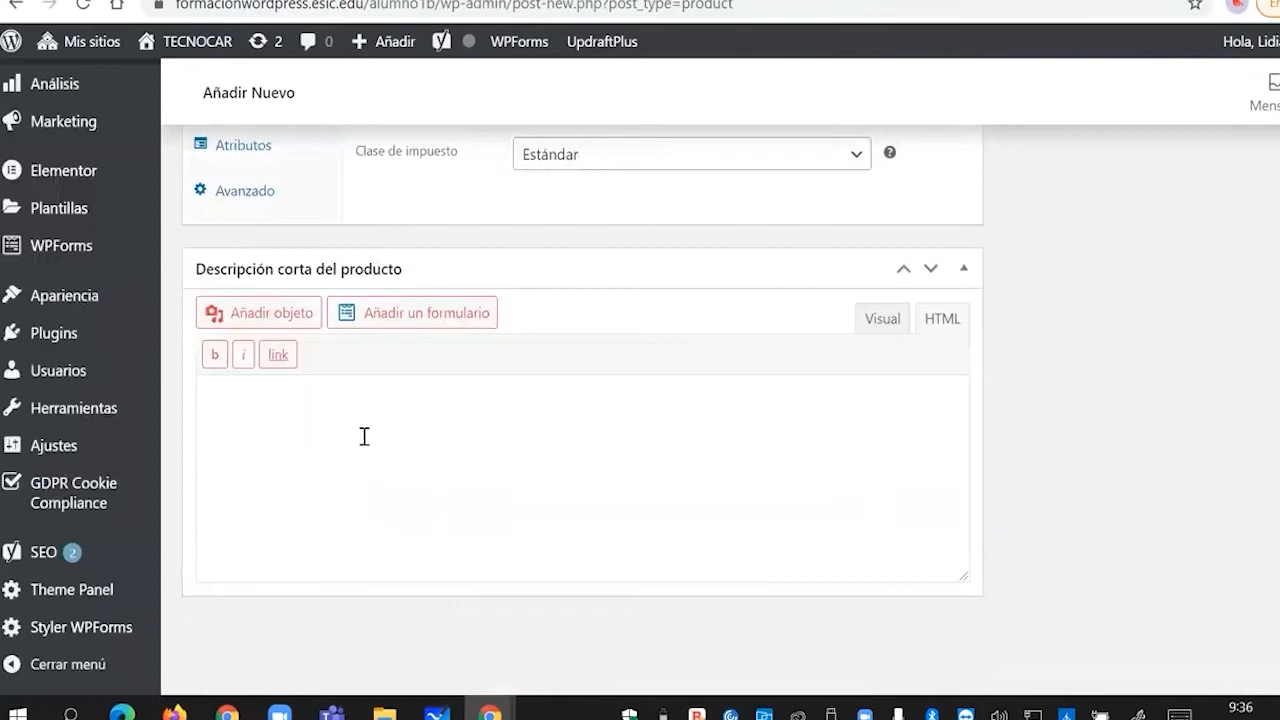 formacionwordpress.esic.edu/alumno1b/wp-admin/post-new.php?post_type=product
Mis sitios TECNOCAR 2 0 Añadir WPForms UpdraftPlus Hola, Lidi
Análisis
Marketing
Elementor
Plantillas
WPForms
Apariencia
Plugins
Usuarios
Herramientas
Ajustes
GDPR Cookie
Compliance
SEO 2
Theme Panel
Styler WPForms
Cerrar menú
Añadir Nuevo
Mens
Atributos
Avanzado
Clase de impuesto Estándar
Descripción corta del producto
Añadir objeto Añadir un formulario Visual HTML
b i link
9:36